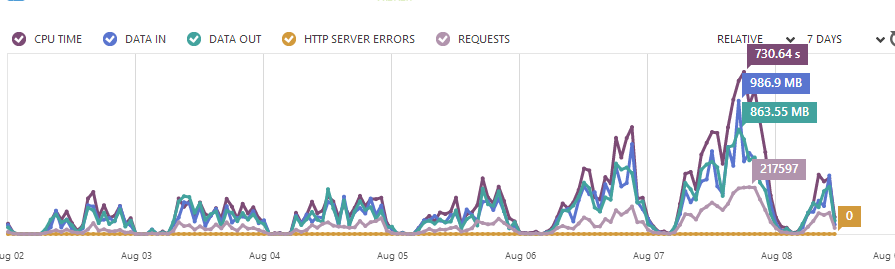 CPU TIME DATA IN DATA OUT HTTP SERVER ERRORS REQUESTS RELATIVE 7 DAYS
730.64 s
986.9 MB
863.55 MB
217597
0
ug 02 Aug 03 Aug 04 Aug 05 Aug 06 Aug 07 Aug 08 Aug